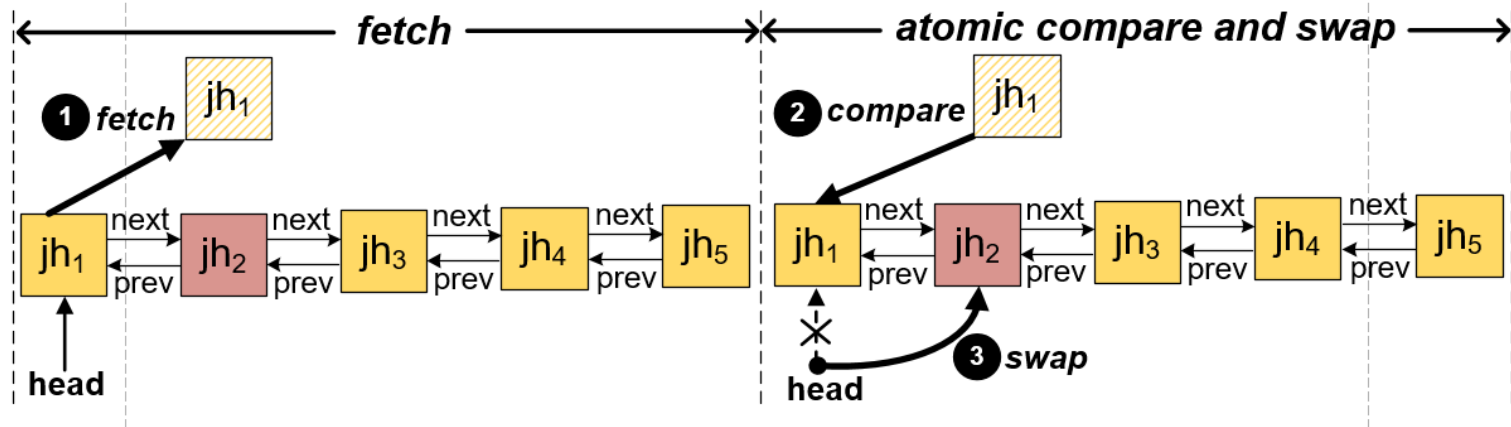 fetch
atomic compare and swap
jh₁
1 fetch
jh₁
2 compare
next next next next
jh₁ jh₂ jh₃ jh₄ jh₅
prev prev prev prev
next next next next
jh₁ jh₂ jh₃ jh₄ jh₅
prev prev prev prev
head
3 swap
head